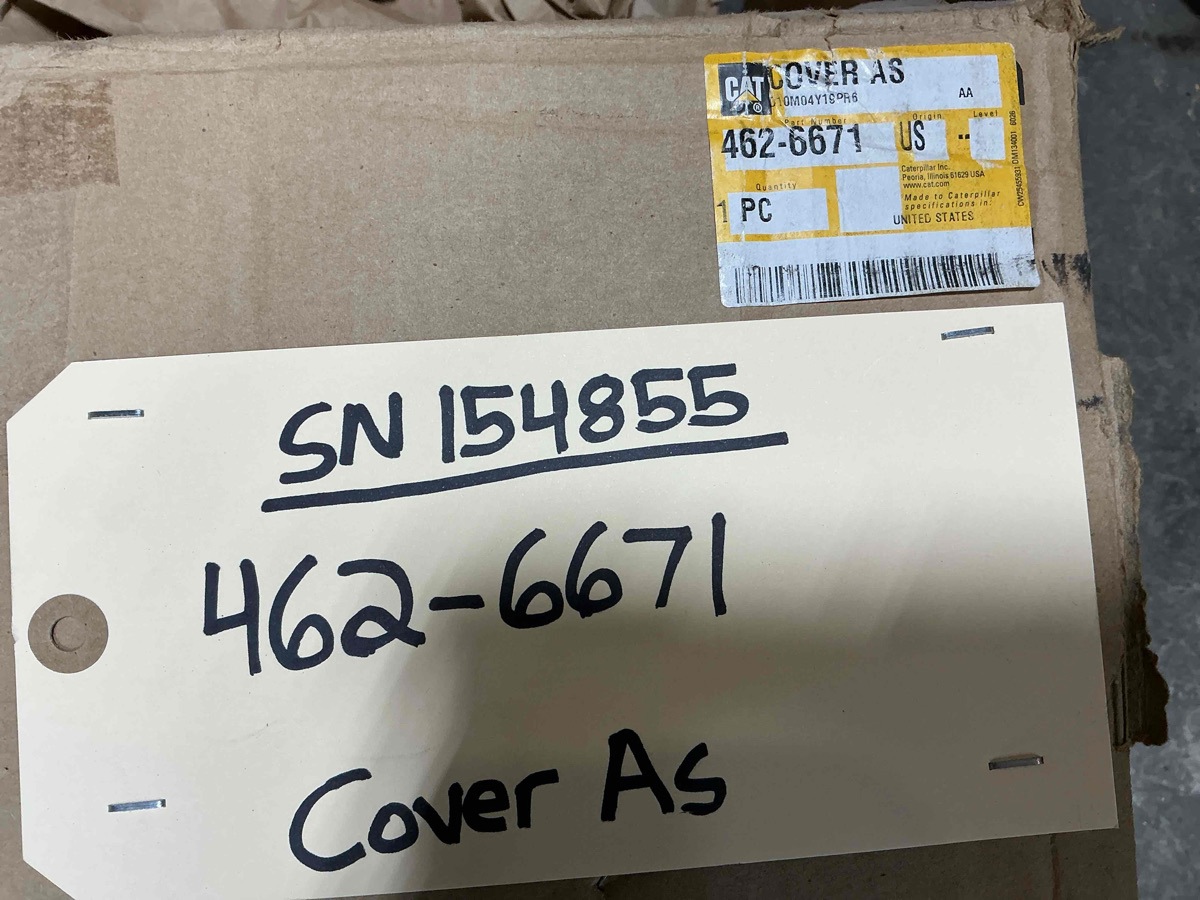 CAT®
COVER AS
D10M04Y19PR6
AA
Part Number
Origin
Level
462-6671
US
--
Caterpillar Inc.
Peoria, Illinois 61629 USA
www.cat.com
Quantity
Made to Caterpillar
specifications in:
1 PC
UNITED STATES
SN 154855
462-6671
Cover As